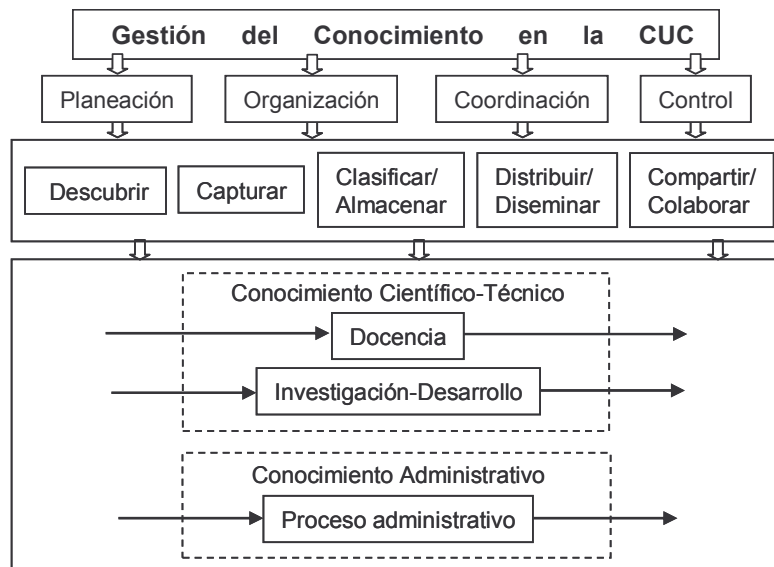 Gestión del Conocimiento en la CUC
Planeación
Organización
Coordinación
Control
Descubrir
Capturar
Clasificar/
Almacenar
Distribuir/
Diseminar
Compartir/
Colaborar
Conocimiento Científico-Técnico
Docencia
Investigación-Desarrollo
Conocimiento Administrativo
Proceso administrativo